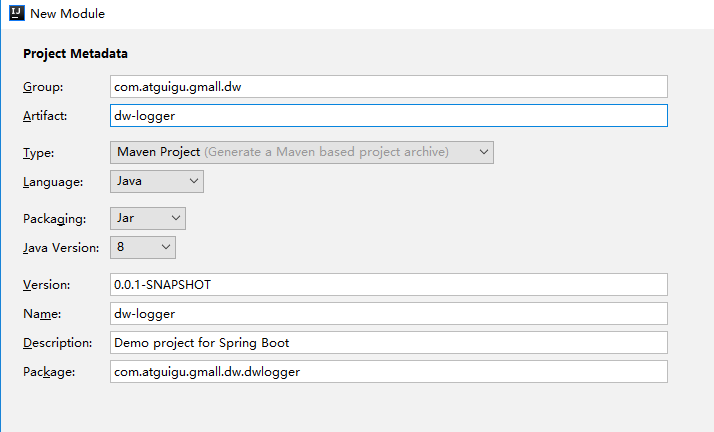 New Module
Project Metadata
Group: com.atguigu.gmall.dw
Artifact: dw-logger
Type: Maven Project (Generate a Maven based project archive)
Language: Java
Packaging: Jar
Java Version: 8
Version: 0.0.1-SNAPSHOT
Name: dw-logger
Description: Demo project for Spring Boot
Package: com.atguigu.gmall.dw.dwlogger